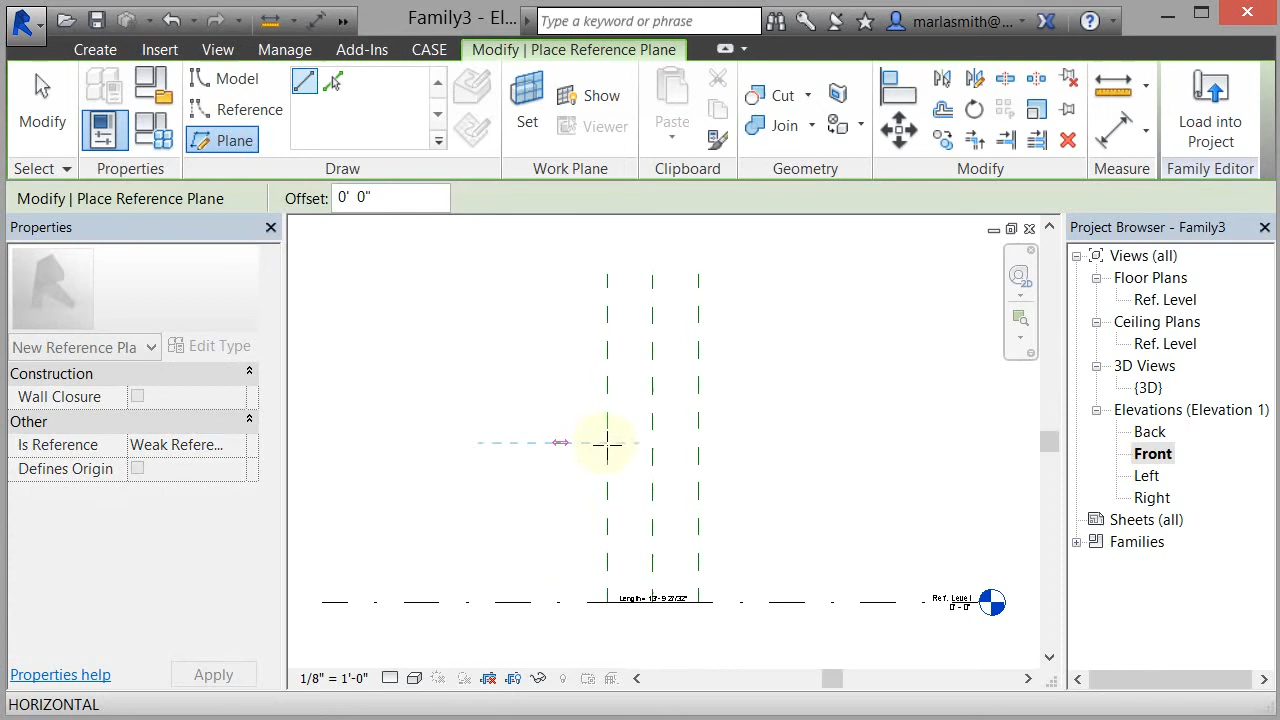 Family3 - El...
Type a keyword or phrase
marlasmith@...
Create
Insert
View
Manage
Add-Ins
CASE
Modify | Place Reference Plane
Modify
Model
Reference
Plane
Set
Show
Viewer
Paste
Cut
Join
Load into
Project
Select
Properties
Draw
Work Plane
Clipboard
Geometry
Modify
Measure
Family Editor
Modify | Place Reference Plane
Offset:
0' 0"
Properties
New Reference Pla
Edit Type
Construction
Wall Closure
Other
Is Reference
Weak Refere...
Defines Origin
Properties help
Apply
2D
Ref. Level
0' - 0"
1/8" = 1'-0"
Project Browser - Family3
Views (all)
Floor Plans
Ref. Level
Ceiling Plans
Ref. Level
3D Views
{3D}
Elevations (Elevation 1)
Back
Front
Left
Right
Sheets (all)
Families
HORIZONTAL